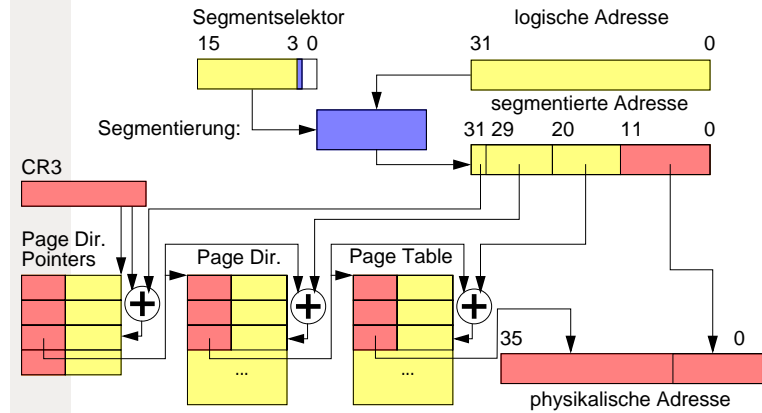 Segmentselektor
logische Adresse
15 3 0
31 0
segmentierte Adresse
Segmentierung:
31 29 20 11 0
CR3
Page Dir.
Pointers
Page Dir.
Page Table
+ + +
35 0
... ...
physikalische Adresse